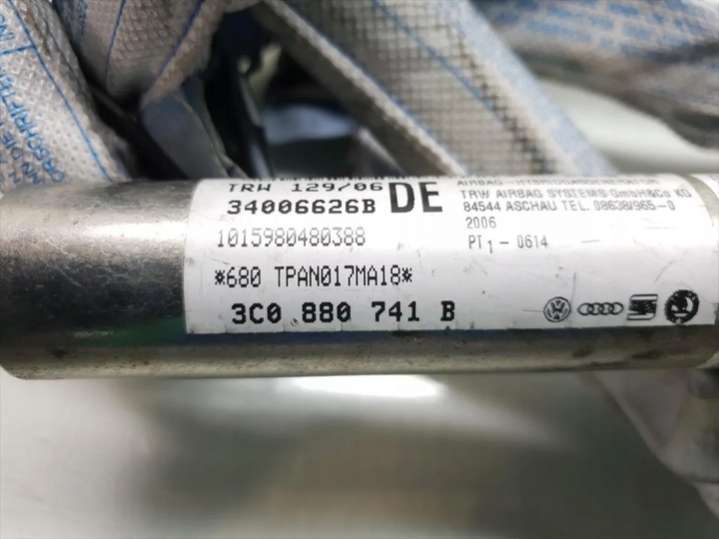 TRW 129/06
34006626B DE
1015980480388
*680 TPAN017MA18*
3C0 880 741 B
TRW AIRBAG SYSTEMS GmbH&Co KG
84544 ASCHAU TEL. 08638/965-0
2006
PT1 - 0614